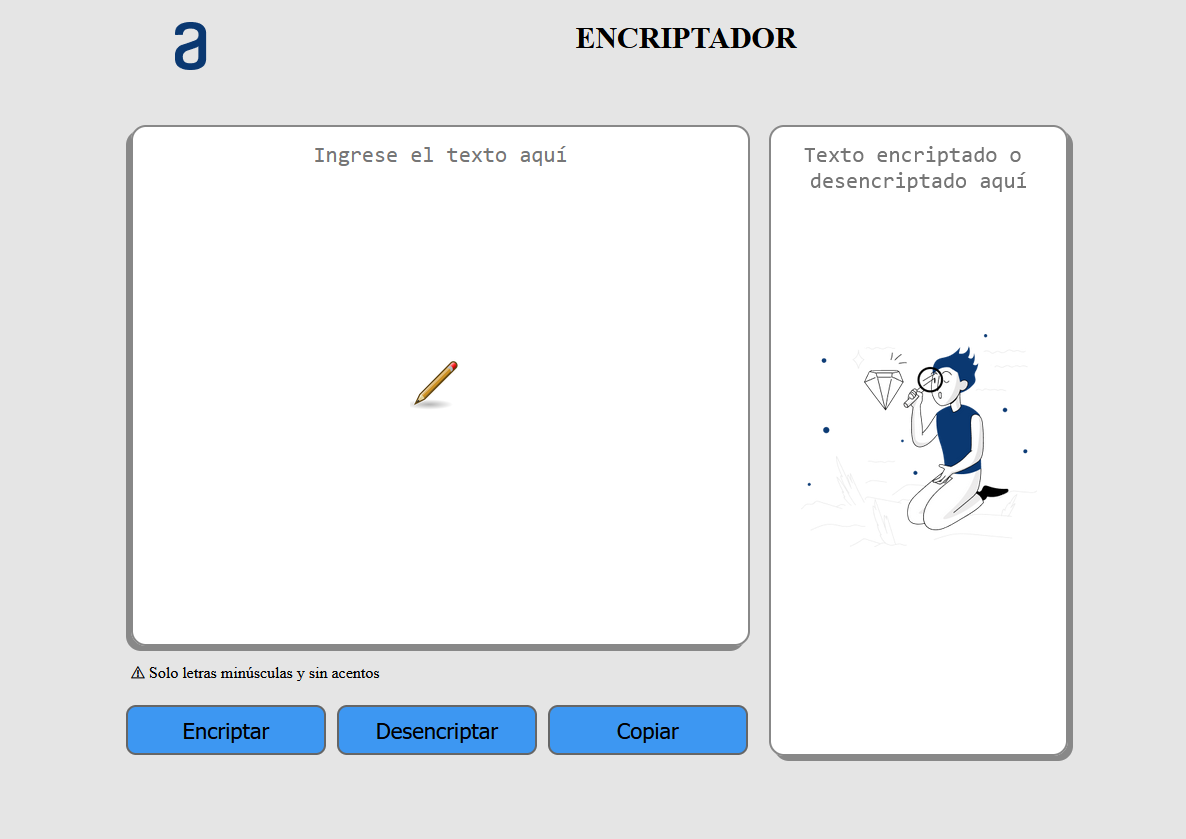 a
ENCRIPTADOR
Ingrese el texto aquí
Texto encriptado o
desencriptado aquí
⚠ Solo letras minúsculas y sin acentos
Encriptar
Desencriptar
Copiar